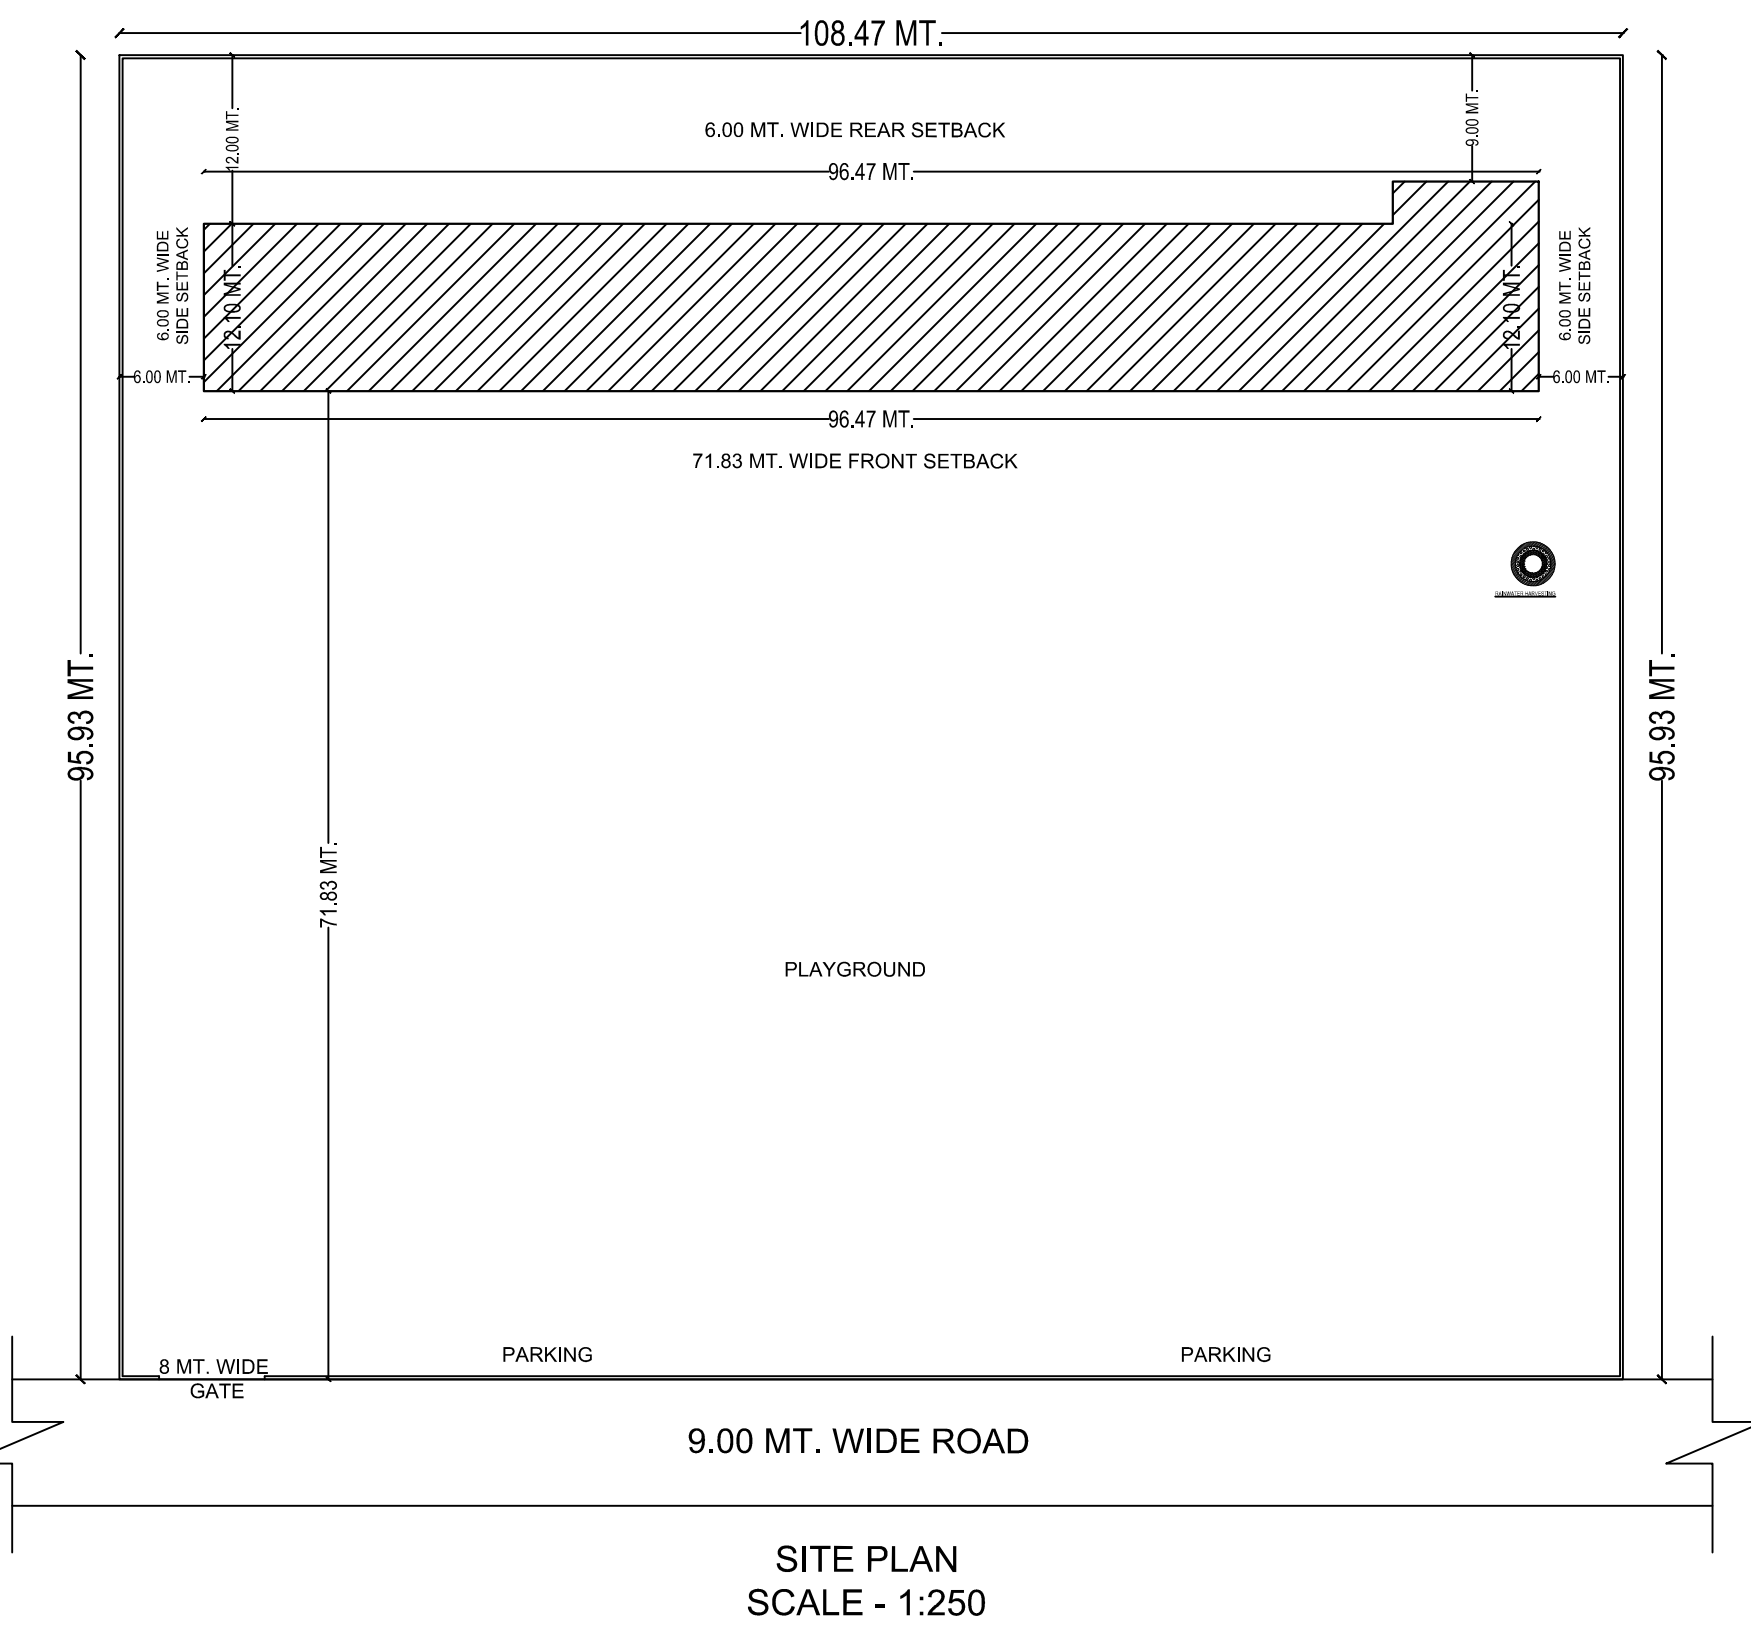 108.47 MT.
12.00 MT.
9.00 MT.
6.00 MT. WIDE REAR SETBACK
96.47 MT.
6.00 MT. WIDE
SIDE SETBACK
12.10 MT.
12.10 MT.
6.00 MT. WIDE
SIDE SETBACK
6.00 MT.
6.00 MT.
96.47 MT.
71.83 MT. WIDE FRONT SETBACK
RAINWATER HARVESTING
95.93 MT.
95.93 MT.
71.83 MT.
PLAYGROUND
PARKING
PARKING
8 MT. WIDE
GATE
9.00 MT. WIDE ROAD
SITE PLAN
SCALE - 1:250